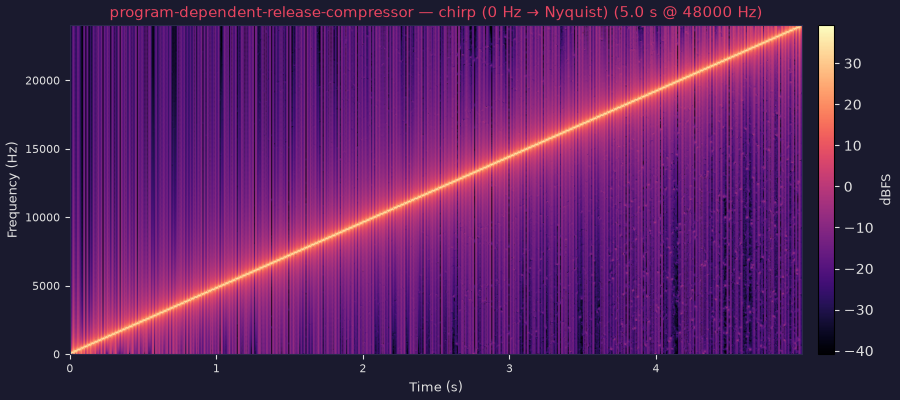 program-dependent-release-compressor — chirp (0 Hz → Nyquist) (5.0 s @ 48000 Hz)
20000
15000
10000
5000
0
Frequency (Hz)
0 1 2 3 4
Time (s)
30
20
10
0
−10
−20
−30
−40
dBFS